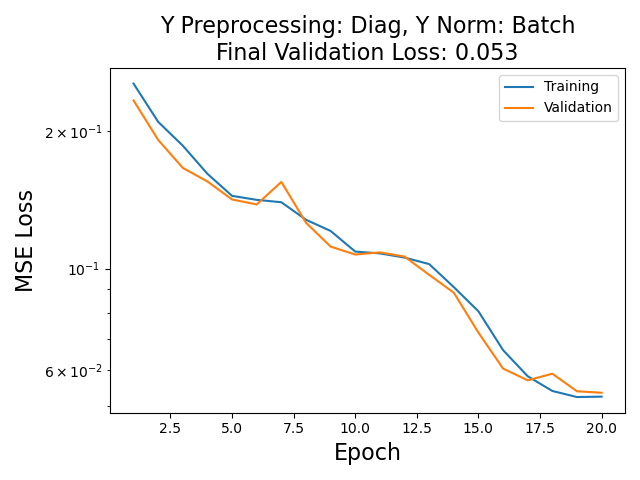 Y Preprocessing: Diag, Y Norm: Batch
Final Validation Loss: 0.053
Training
Validation
MSE Loss
2 × 10⁻¹
10⁻¹
6 × 10⁻²
2.5 5.0 7.5 10.0 12.5 15.0 17.5 20.0
Epoch